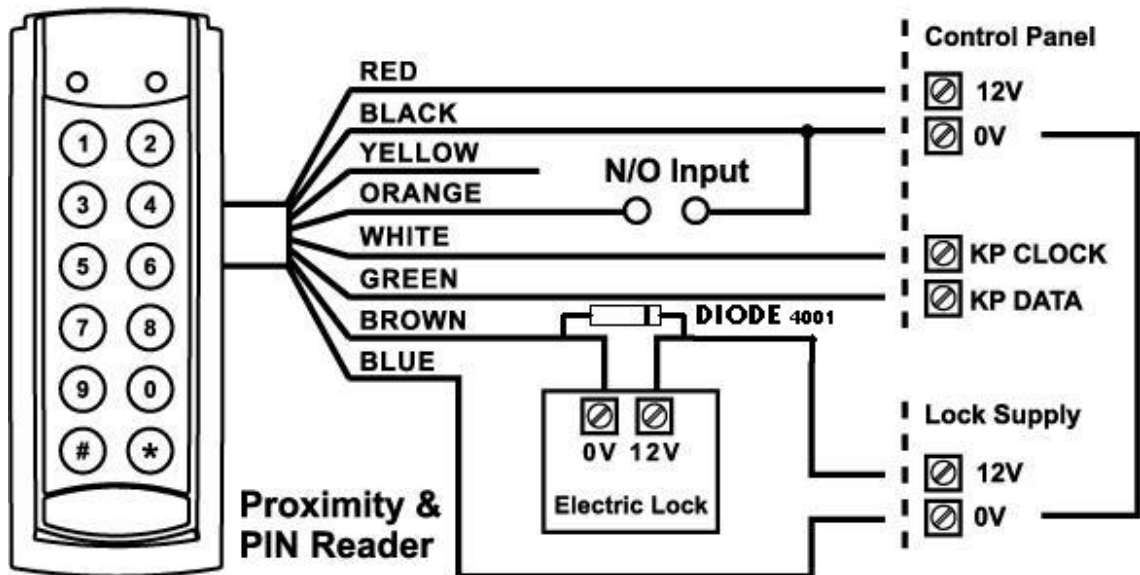 Control Panel
RED
12V
BLACK
0V
YELLOW
N/O Input
ORANGE
WHITE
KP CLOCK
GREEN
KP DATA
BROWN
DIODE 4001
BLUE
1 2
3 4
5 6
7 8
9 0
# *
0V 12V
Electric Lock
Lock Supply
12V
0V
Proximity &
PIN Reader